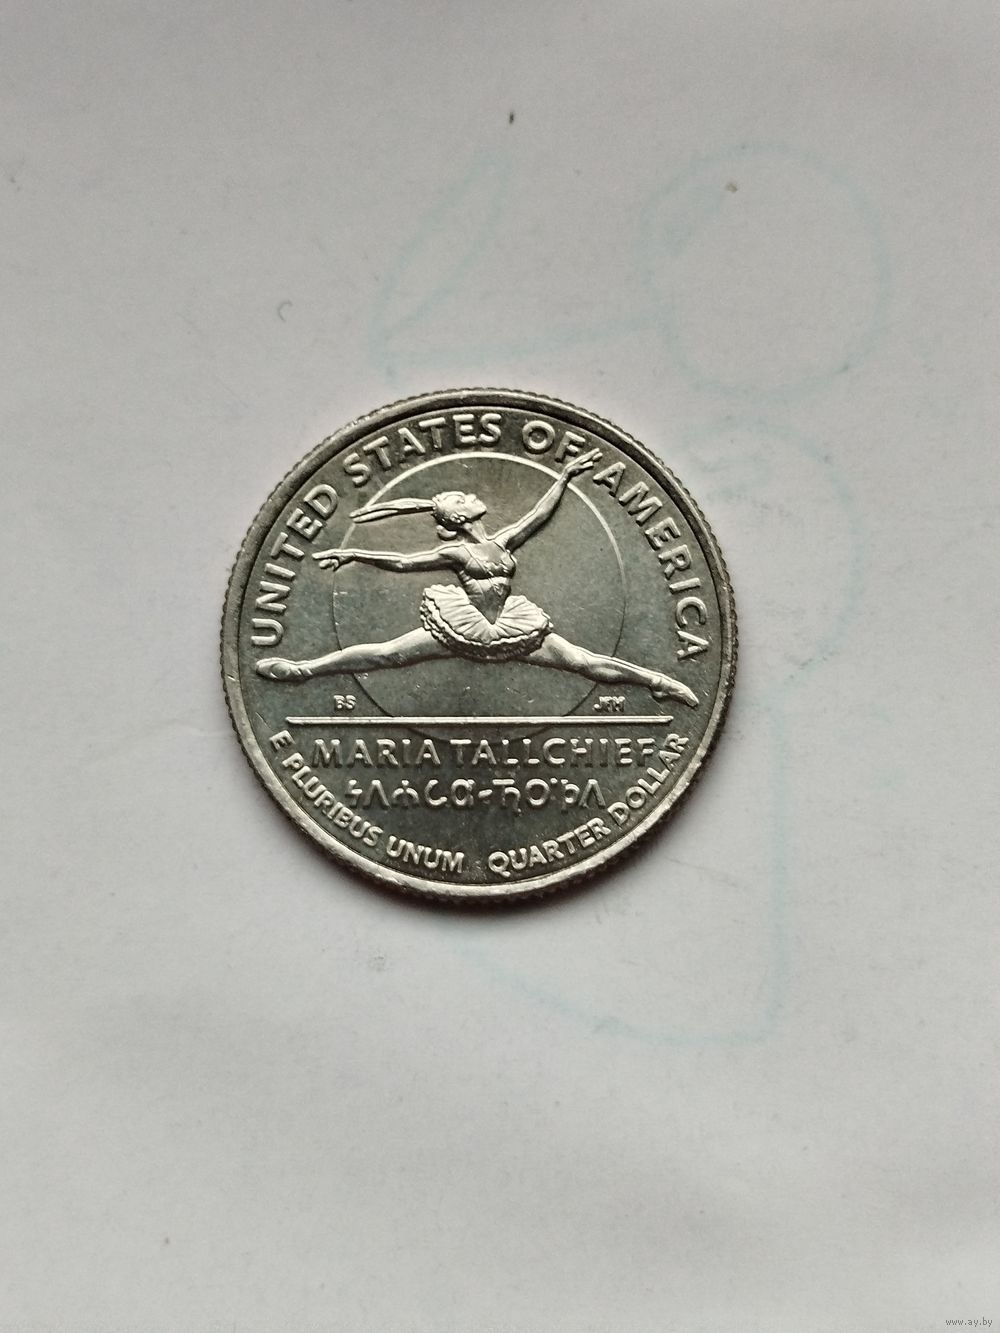 UNITED STATES OF AMERICA
BS
JFM
MARIA TALLCHIEF
E PLURIBUS UNUM
QUARTER DOLLAR
www.ay.by